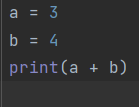 a = 3
b = 4
print(a + b)